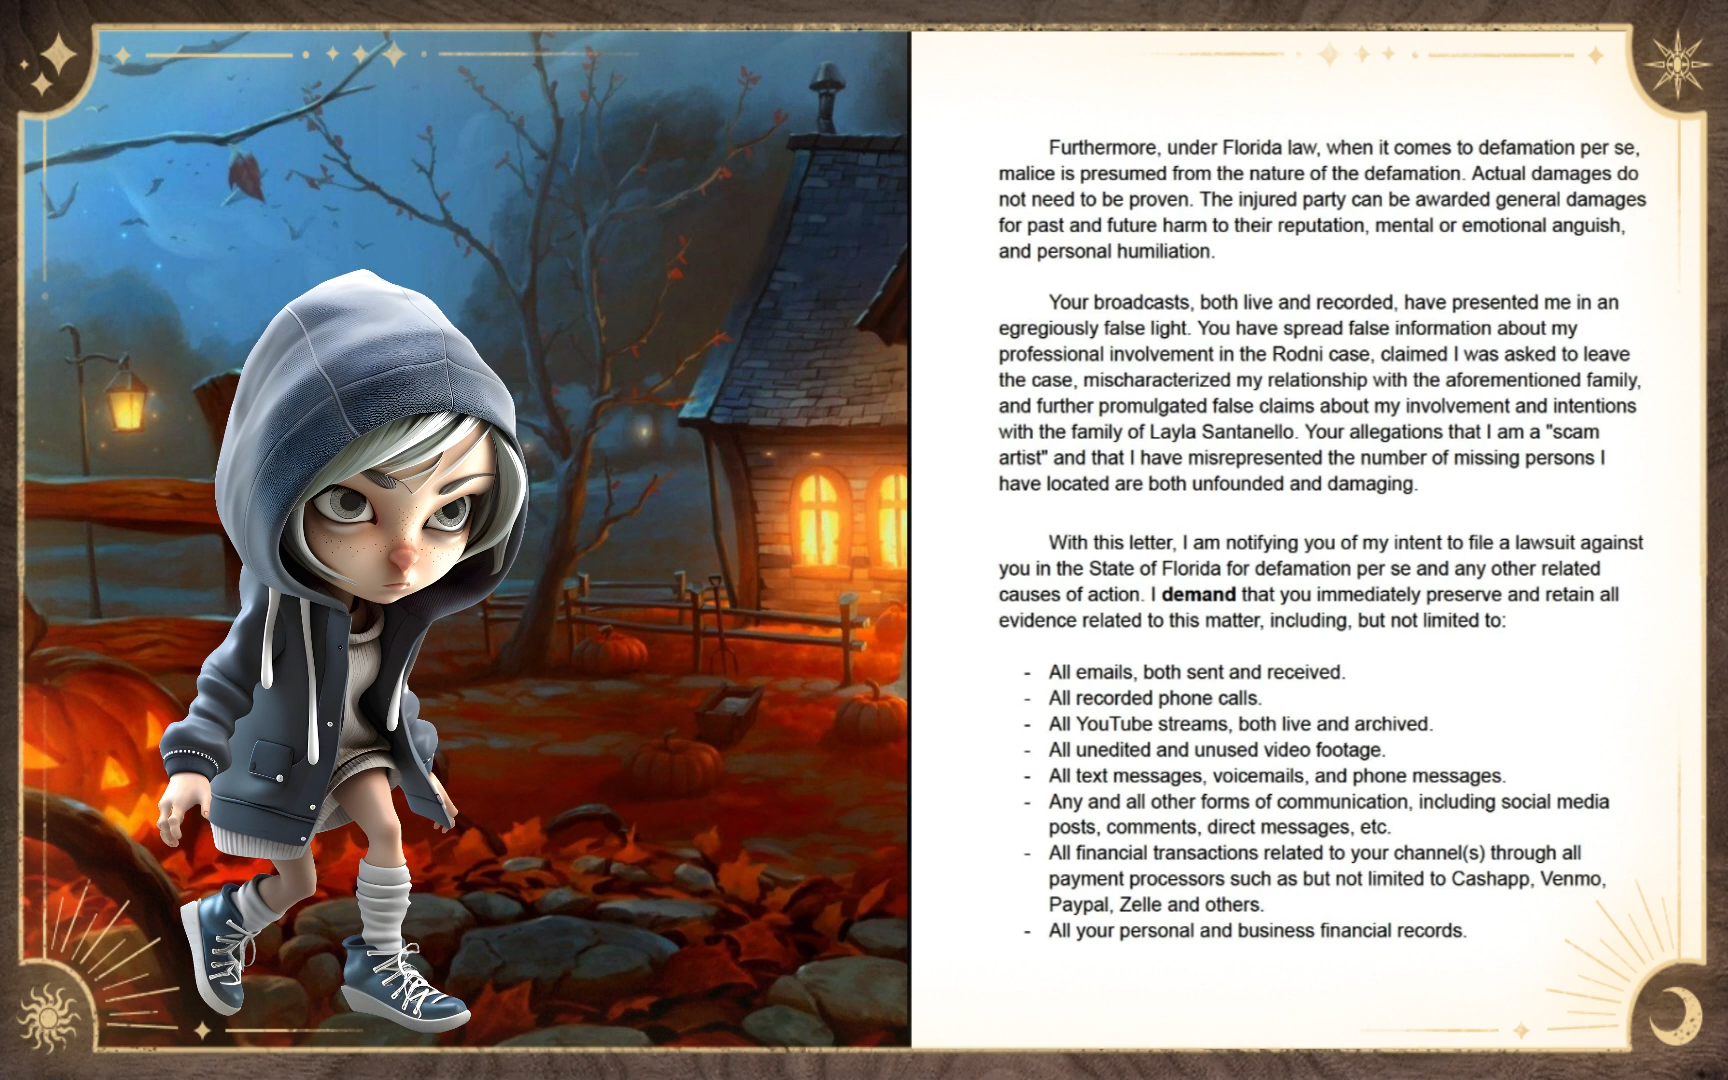 Furthermore, under Florida law, when it comes to defamation per se,
malice is presumed from the nature of the defamation. Actual damages do
not need to be proven. The injured party can be awarded general damages
for past and future harm to their reputation, mental or emotional anguish,
and personal humiliation.
Your broadcasts, both live and recorded, have presented me in an
egregiously false light. You have spread false information about my
professional involvement in the Rodni case, claimed I was asked to leave
the case, mischaracterized my relationship with the aforementioned family,
and further promulgated false claims about my involvement and intentions
with the family of Layla Santanello. Your allegations that I am a "scam
artist" and that I have misrepresented the number of missing persons I
have located are both unfounded and damaging.
With this letter, I am notifying you of my intent to file a lawsuit against
you in the State of Florida for defamation per se and any other related
causes of action. I demand that you immediately preserve and retain all
evidence related to this matter, including, but not limited to:
- All emails, both sent and received.
- All recorded phone calls.
- All YouTube streams, both live and archived.
- All unedited and unused video footage.
- All text messages, voicemails, and phone messages.
- Any and all other forms of communication, including social media
posts, comments, direct messages, etc.
- All financial transactions related to your channel(s) through all
payment processors such as but not limited to Cashapp, Venmo,
Paypal, Zelle and others.
- All your personal and business financial records.